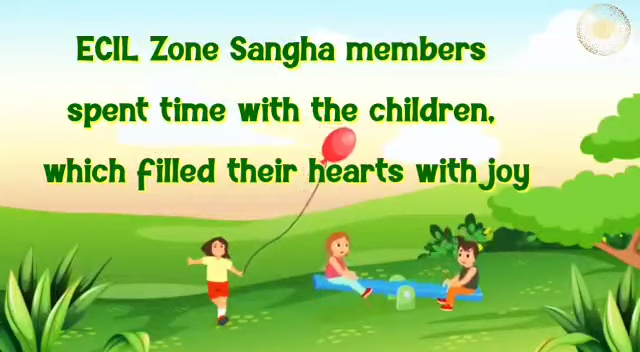 ECIL Zone Sangha members
spent time with the children,
which filled their hearts with joy